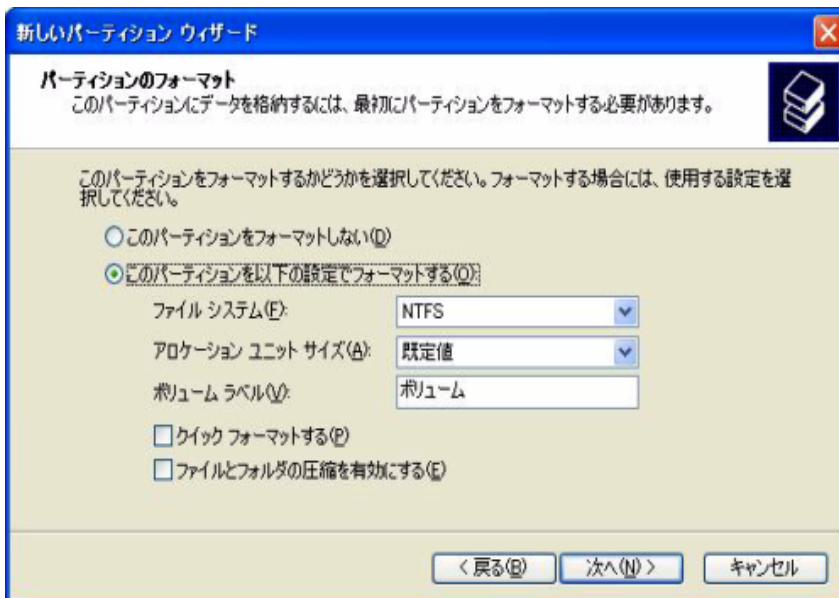 新しいパーティション ウィザード
パーティションのフォーマット
このパーティションにデータを格納するには、最初にパーティションをフォーマットする必要があります。
このパーティションをフォーマットするかどうかを選択してください。フォーマットする場合には、使用する設定を選
択してください。
このパーティションをフォーマットしない(D)
このパーティションを以下の設定でフォーマットする(O):
ファイル システム(F): NTFS
アロケーション ユニット サイズ(A): 既定値
ボリューム ラベル(V): ボリューム
クイック フォーマットする(P)
ファイルとフォルダの圧縮を有効にする(E)
< 戻る(B) 次へ(N) > キャンセル